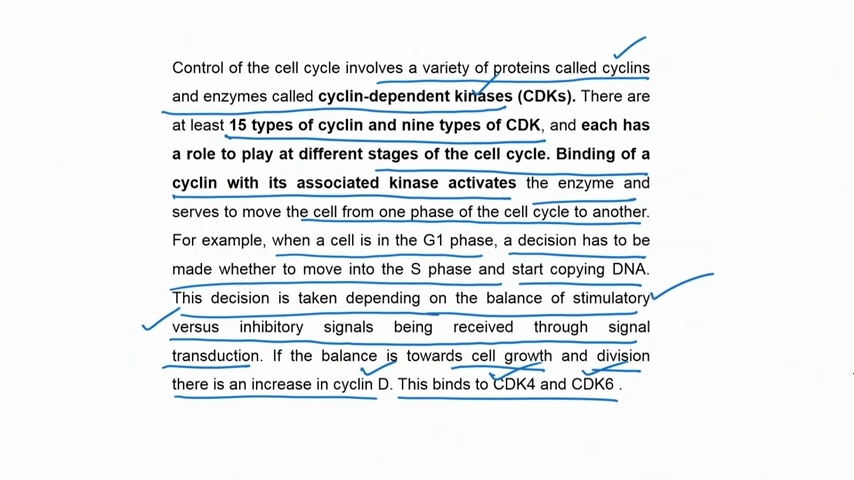 Control of the cell cycle involves a variety of proteins called cyclins
and enzymes called cyclin-dependent kinases (CDKs). There are
at least 15 types of cyclin and nine types of CDK, and each has
a role to play at different stages of the cell cycle. Binding of a
cyclin with its associated kinase activates the enzyme and
serves to move the cell from one phase of the cell cycle to another.
For example, when a cell is in the G1 phase, a decision has to be
made whether to move into the S phase and start copying DNA.
This decision is taken depending on the balance of stimulatory
versus inhibitory signals being received through signal
transduction. If the balance is towards cell growth and division
there is an increase in cyclin D. This binds to CDK4 and CDK6 .